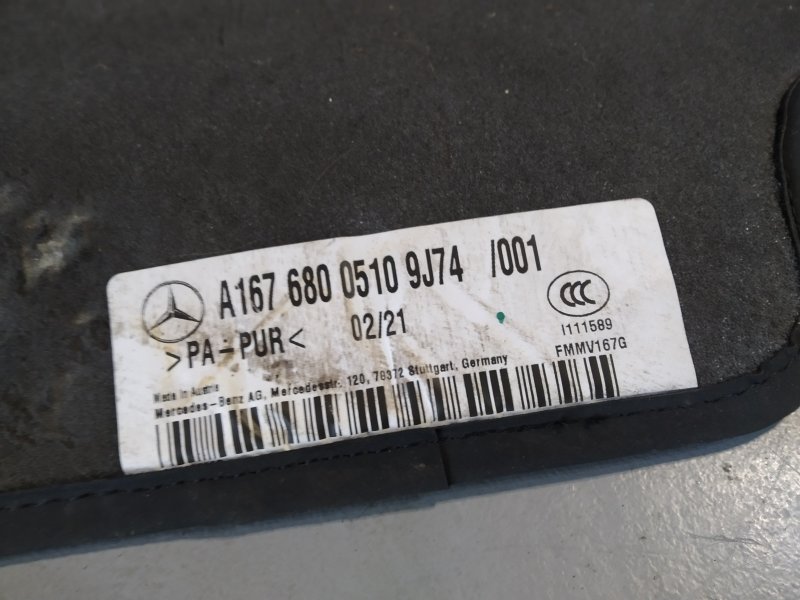 A167 680 0510 9J74 /001
>PA-PUR< 02/21
CCC
I111589
FMMV167G
Made in Austria
Mercedes-Benz AG, Mercedesstr. 120, 70372 Stuttgart, Germany